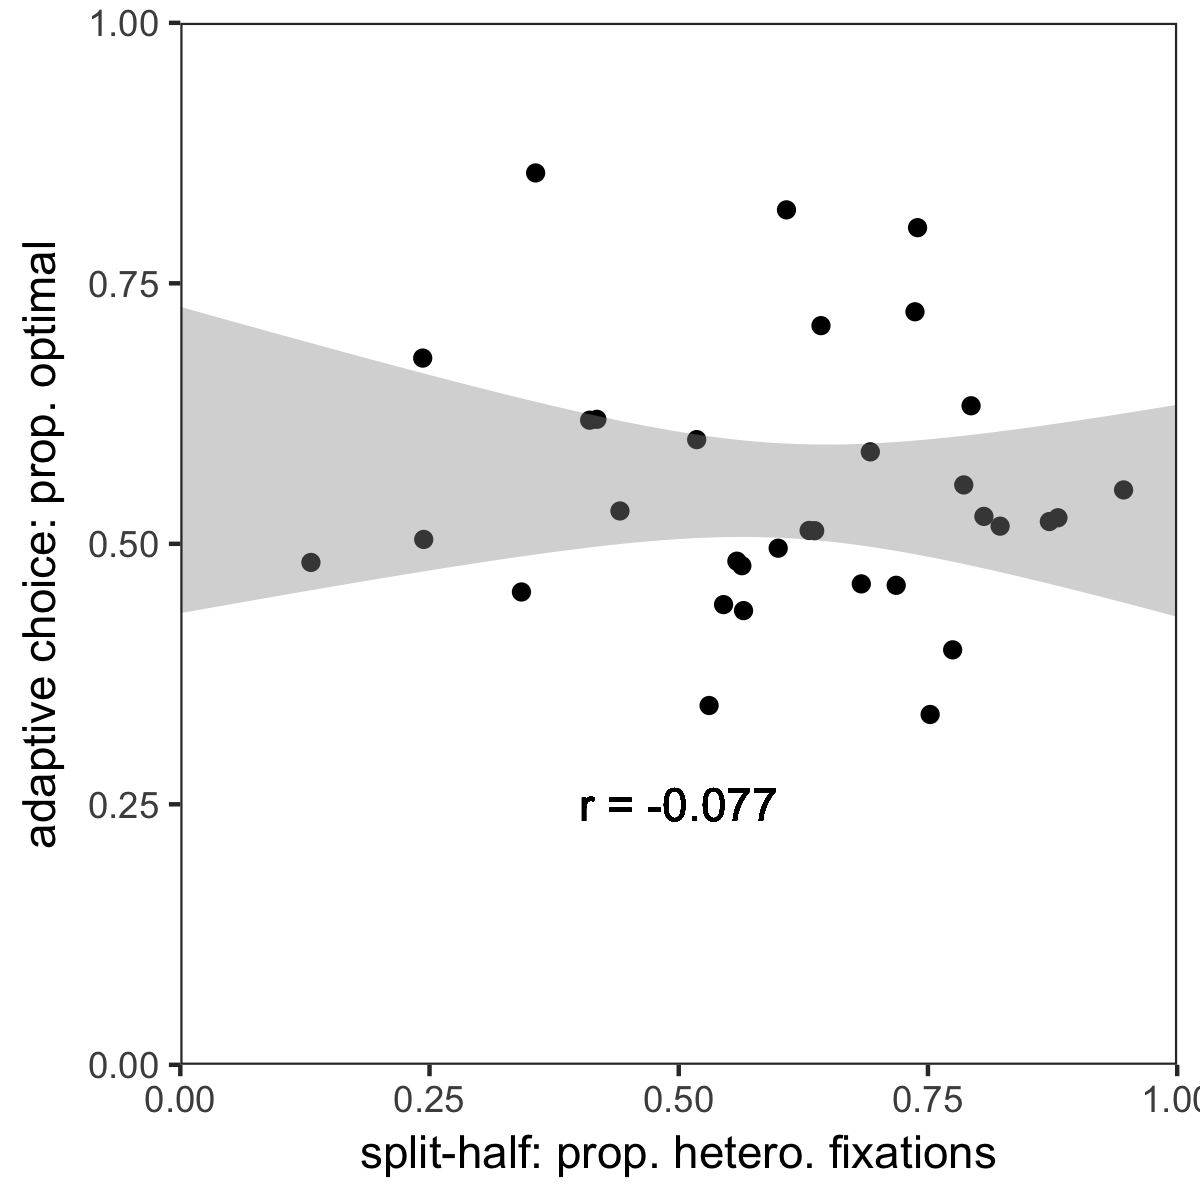 adaptive choice: prop. optimal
1.00
0.75
0.50
0.25
0.00
r = -0.077
0.00 0.25 0.50 0.75 1.00
split-half: prop. hetero. fixations